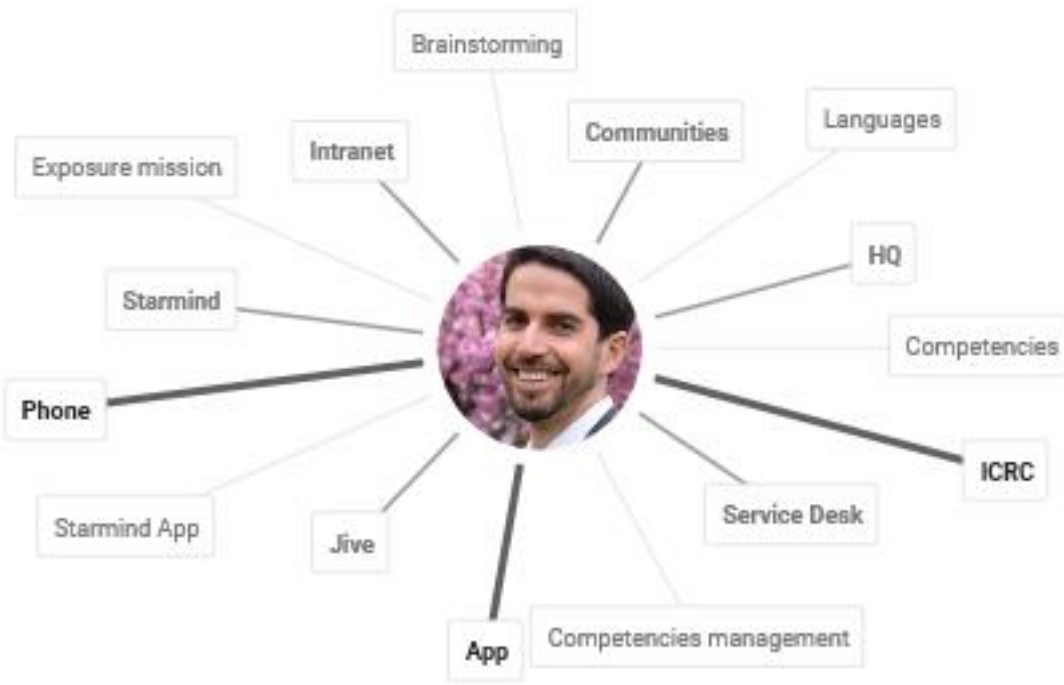 Brainstorming
Communities
Languages
Intranet
Exposure mission
HQ
Starmind
Competencies
Phone
ICRC
Service Desk
Starmind App
Jive
Competencies management
App